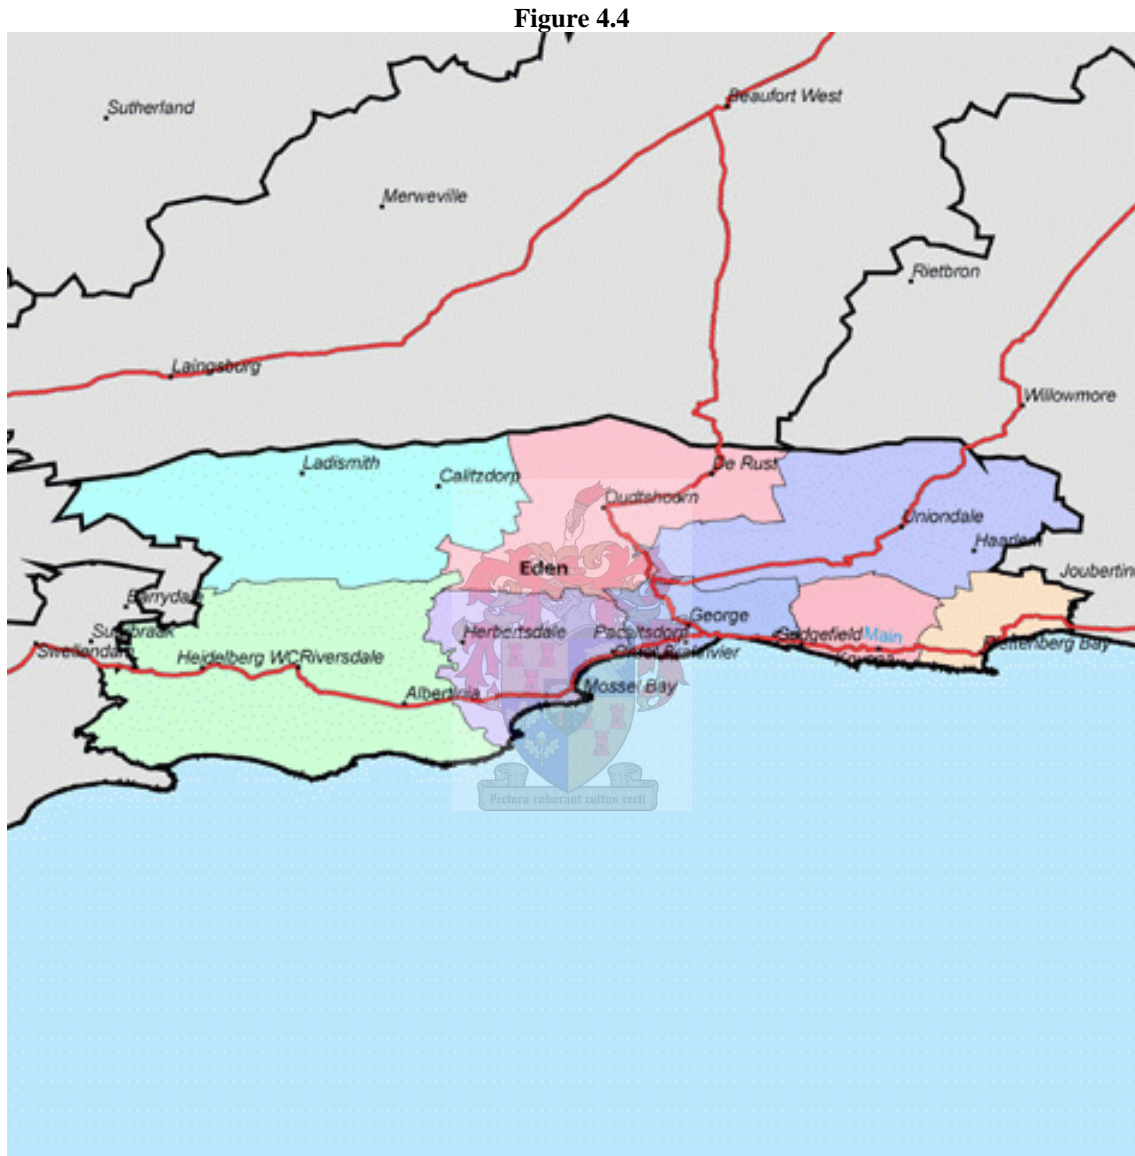 Figure 4.4
Beaufort West
Sutherland
Merweville
Rietbron
Laingsburg
Willowmore
Ladismith
De Rust
Calitzdorp
Oudtshoorn
Uniondale
Haarlem
Eden
Joubertina
Barrydale
George
Suurbraak
Herbertsdale
Pacaltsdorp
Sedgefield
Main
Plettenberg Bay
Swellendam
Heidelberg WC
Riversdale
Albertinia
Mossel Bay
Pectora roborant cultus recti